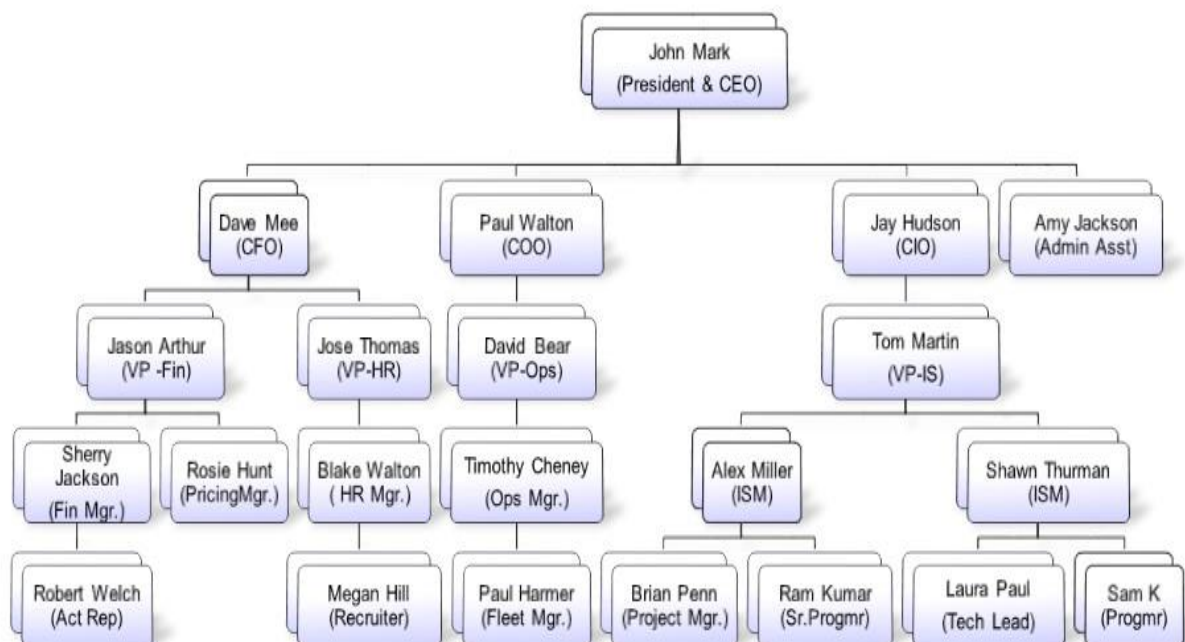 John Mark
(President & CEO)
Dave Mee
(CFO)
Paul Walton
(COO)
Jay Hudson
(CIO)
Amy Jackson
(Admin Asst)
Jason Arthur
(VP -Fin)
Jose Thomas
(VP-HR)
David Bear
(VP-Ops)
Tom Martin
(VP-IS)
Sherry
Jackson
(Fin Mgr.)
Rosie Hunt
(PricingMgr.)
Blake Walton
( HR Mgr.)
Timothy Cheney
(Ops Mgr.)
Alex Miller
(ISM)
Shawn Thurman
(ISM)
Robert Welch
(Act Rep)
Megan Hill
(Recruiter)
Paul Harmer
(Fleet Mgr.)
Brian Penn
(Project Mgr.)
Ram Kumar
(Sr.Progmr)
Laura Paul
(Tech Lead)
Sam K
(Progmr)